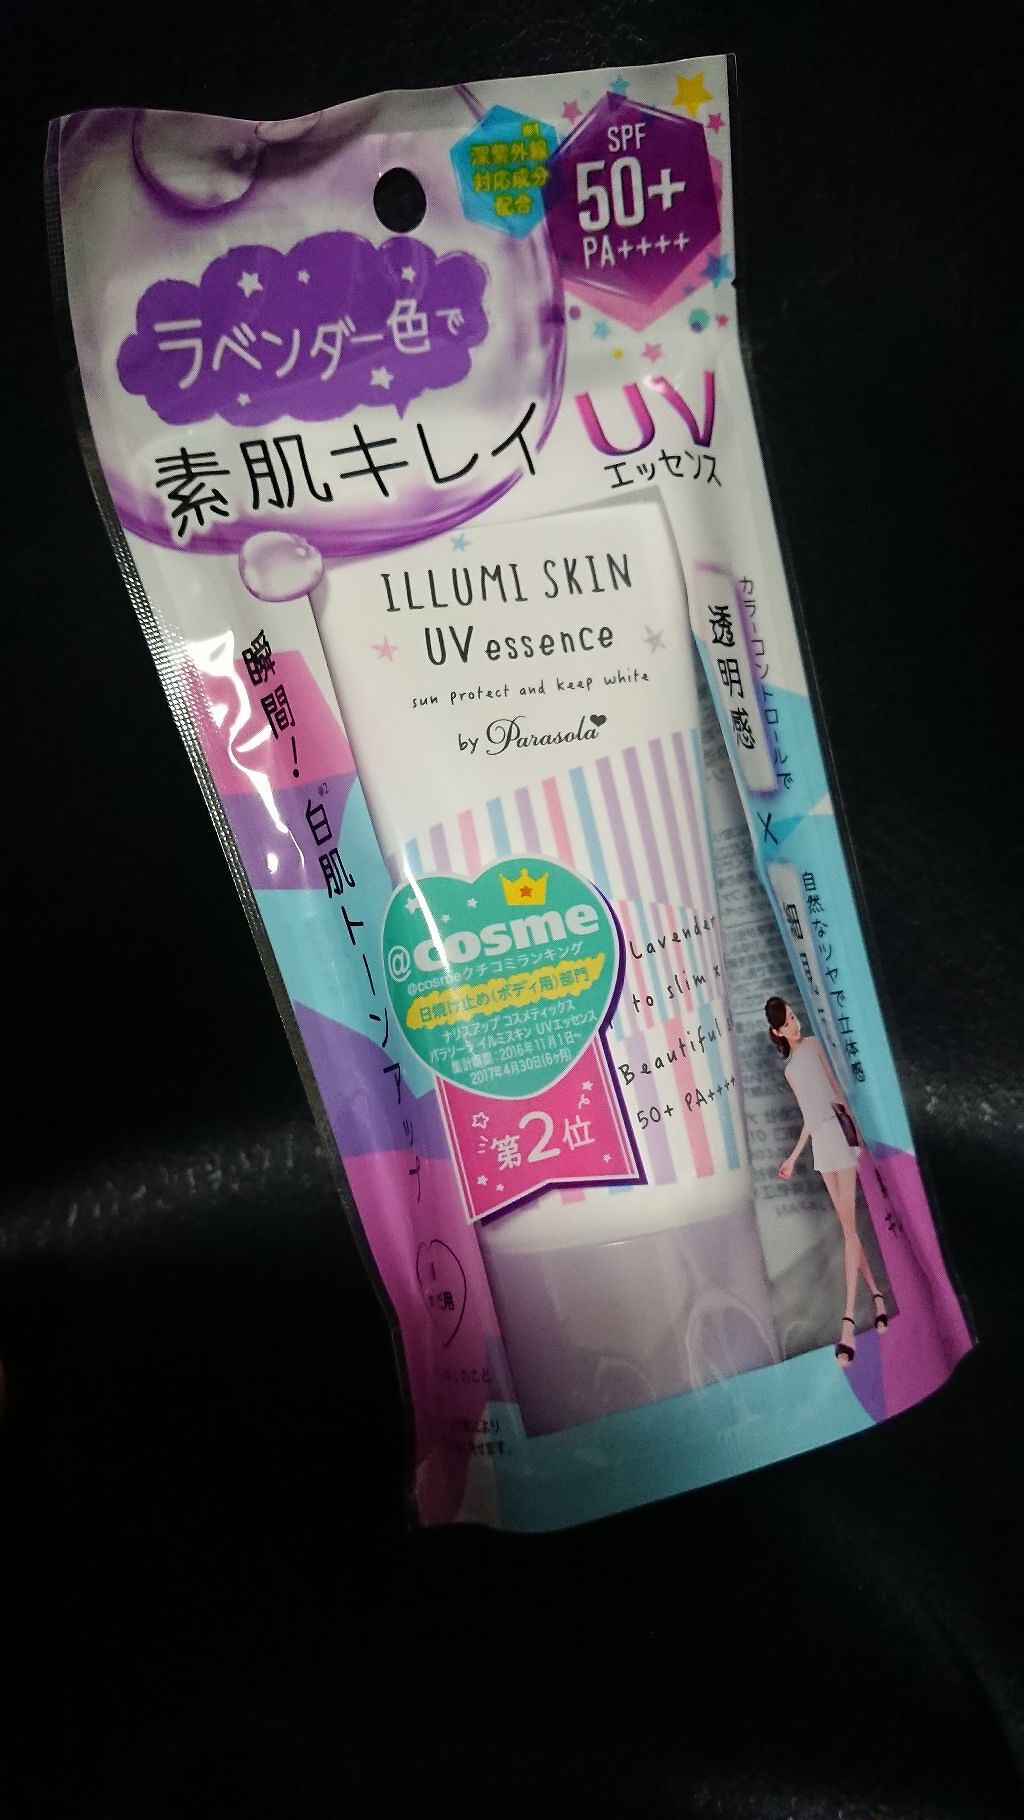 ※1
深紫外線
対応成分
配合
SPF
50+
PA++++
ラベンダー色で
素肌キレイ
UV
エッセンス
ILLUMI SKIN
UV essence
sun protect and keep white
by Parasola
瞬間!
※2
白肌トーンアップ
カラーコントロールで
透明感
×
自然なツヤで立体感
@cosme
@cosmeクチコミランキング
日焼け止め(ボディ用)部門
ナリスアップ コスメティックス
パラソーラ イルミスキン UVエッセンス
集計期間:2016年11月1日~
2017年4月30日(6ヶ月)
第2位
Lavender
to slim x
Beautiful
50+ PA++++